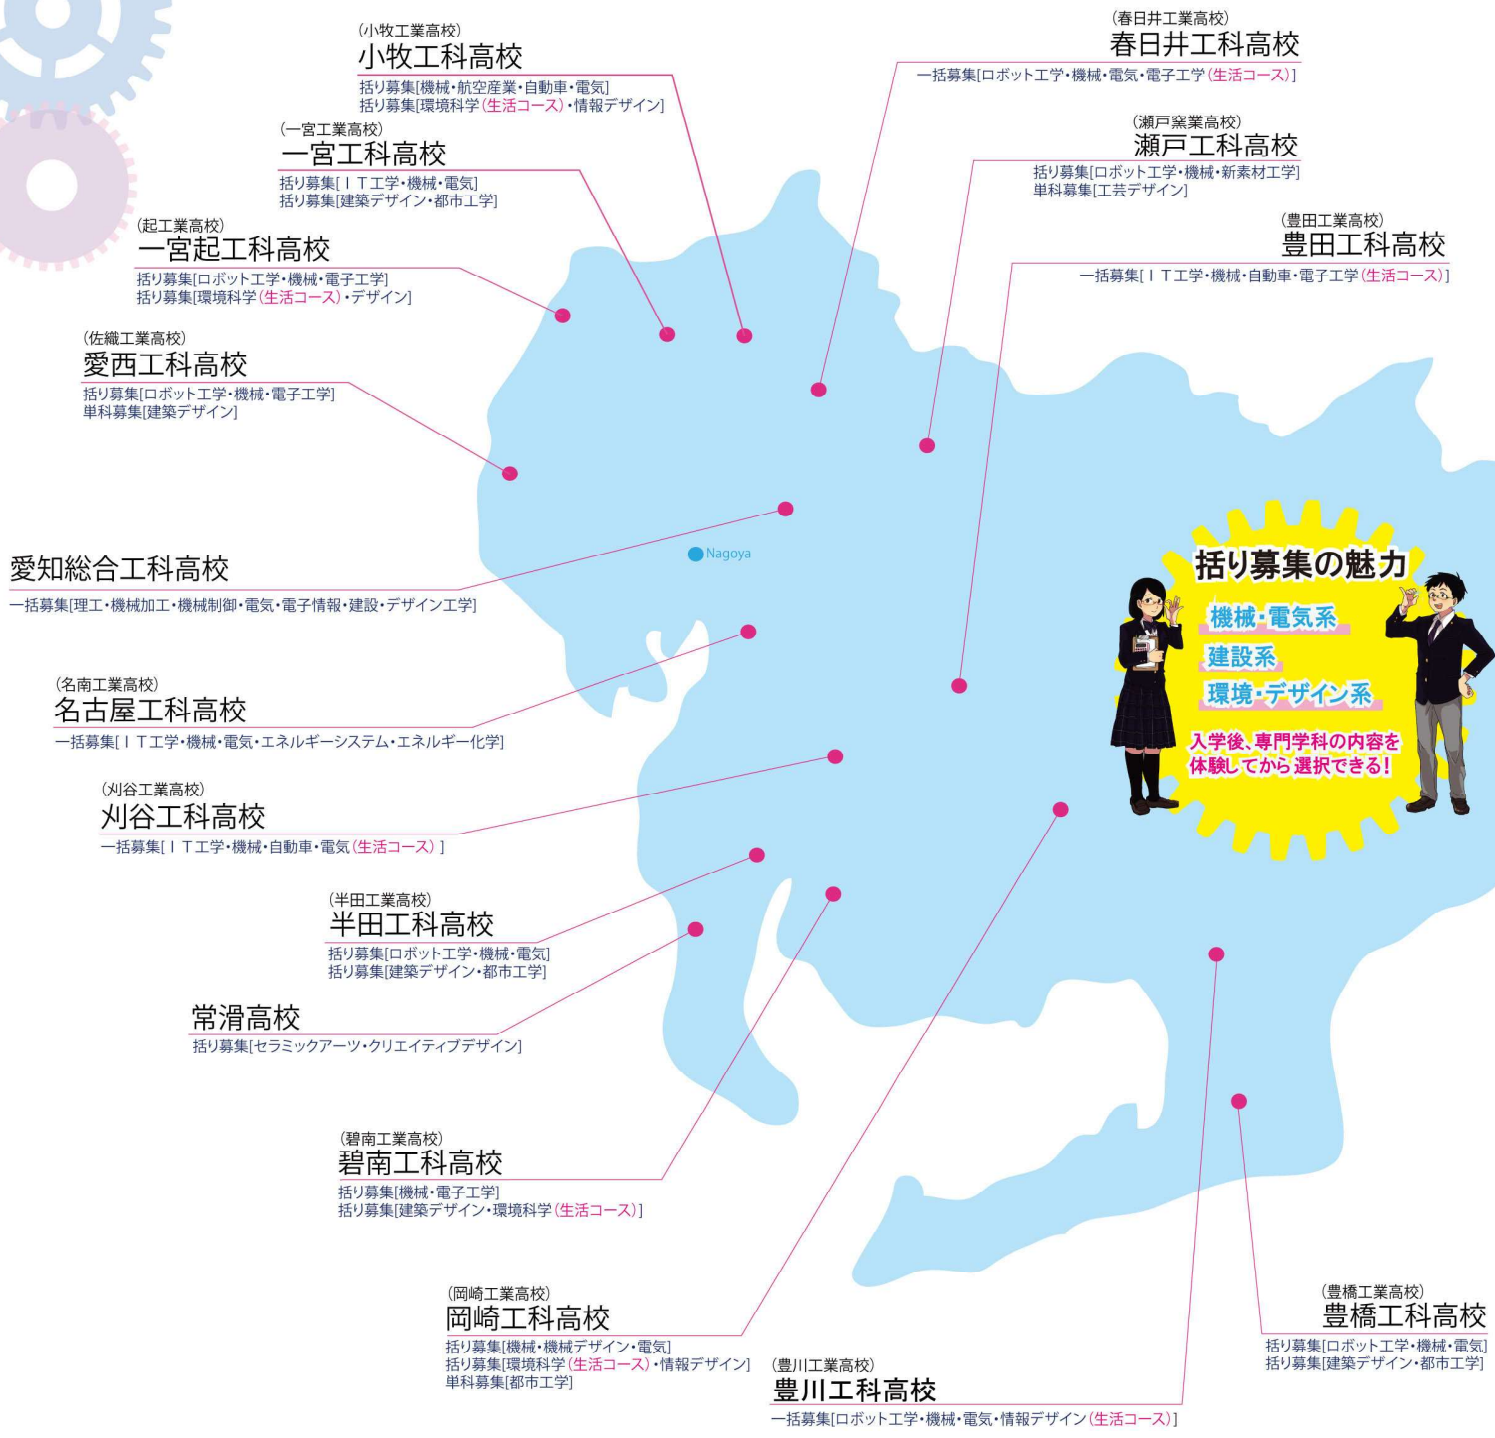 (小牧工業高校)
小牧工科高校
括り募集[機械・航空産業・自動車・電気]
括り募集[環境科学(生活コース)・情報デザイン]
(一宮工業高校)
一宮工科高校
括り募集[IT工学・機械・電気]
括り募集[建築デザイン・都市工学]
(起工業高校)
一宮起工科高校
括り募集[ロボット工学・機械・電子工学]
括り募集[環境科学(生活コース)・デザイン]
(佐織工業高校)
愛西工科高校
括り募集[ロボット工学・機械・電子工学]
単科募集[建築デザイン]
愛知総合工科高校
一括募集[理工・機械加工・機械制御・電気・電子情報・建設・デザイン工学]
(名南工業高校)
名古屋工科高校
一括募集[IT工学・機械・電気・エネルギーシステム・エネルギー化学]
(刈谷工業高校)
刈谷工科高校
一括募集[IT工学・機械・自動車・電気(生活コース)]
(半田工業高校)
半田工科高校
括り募集[ロボット工学・機械・電気]
括り募集[建築デザイン・都市工学]
常滑高校
括り募集[セラミックアーツ・クリエイティブデザイン]
(碧南工業高校)
碧南工科高校
括り募集[機械・電子工学]
括り募集[建築デザイン・環境科学(生活コース)]
(岡崎工業高校)
岡崎工科高校
括り募集[機械・機械デザイン・電気]
括り募集[環境科学(生活コース)・情報デザイン]
単科募集[都市工学]
(豊川工業高校)
豊川工科高校
一括募集[ロボット工学・機械・電気・情報デザイン(生活コース)]
(豊橋工業高校)
豊橋工科高校
括り募集[ロボット工学・機械・電気]
括り募集[建築デザイン・都市工学]
(春日井工業高校)
春日井工科高校
一括募集[ロボット工学・機械・電気・電子工学(生活コース)]
(瀬戸窯業高校)
瀬戸工科高校
括り募集[ロボット工学・機械・新素材工学]
単科募集[工芸デザイン]
(豊田工業高校)
豊田工科高校
一括募集[IT工学・機械・自動車・電子工学(生活コース)]
Nagoya
括り募集の魅力
機械・電気系
建設系
環境・デザイン系
入学後、専門学科の内容を
体験してから選択できる!